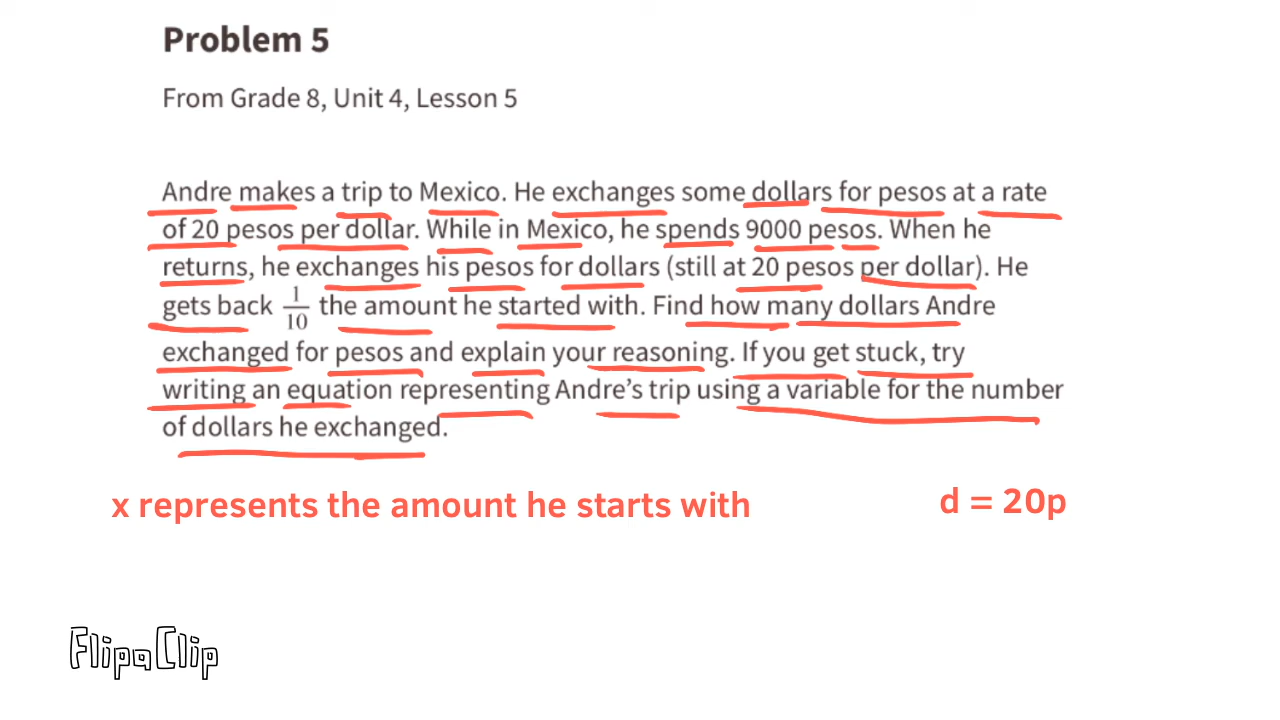 Problem 5
From Grade 8, Unit 4, Lesson 5
Andre makes a trip to Mexico. He exchanges some dollars for pesos at a rate
of 20 pesos per dollar. While in Mexico, he spends 9000 pesos. When he
returns, he exchanges his pesos for dollars (still at 20 pesos per dollar). He
gets back 1/10 the amount he started with. Find how many dollars Andre
exchanged for pesos and explain your reasoning. If you get stuck, try
writing an equation representing Andre’s trip using a variable for the number
of dollars he exchanged.
x represents the amount he starts with
d = 20p
FlipaClip